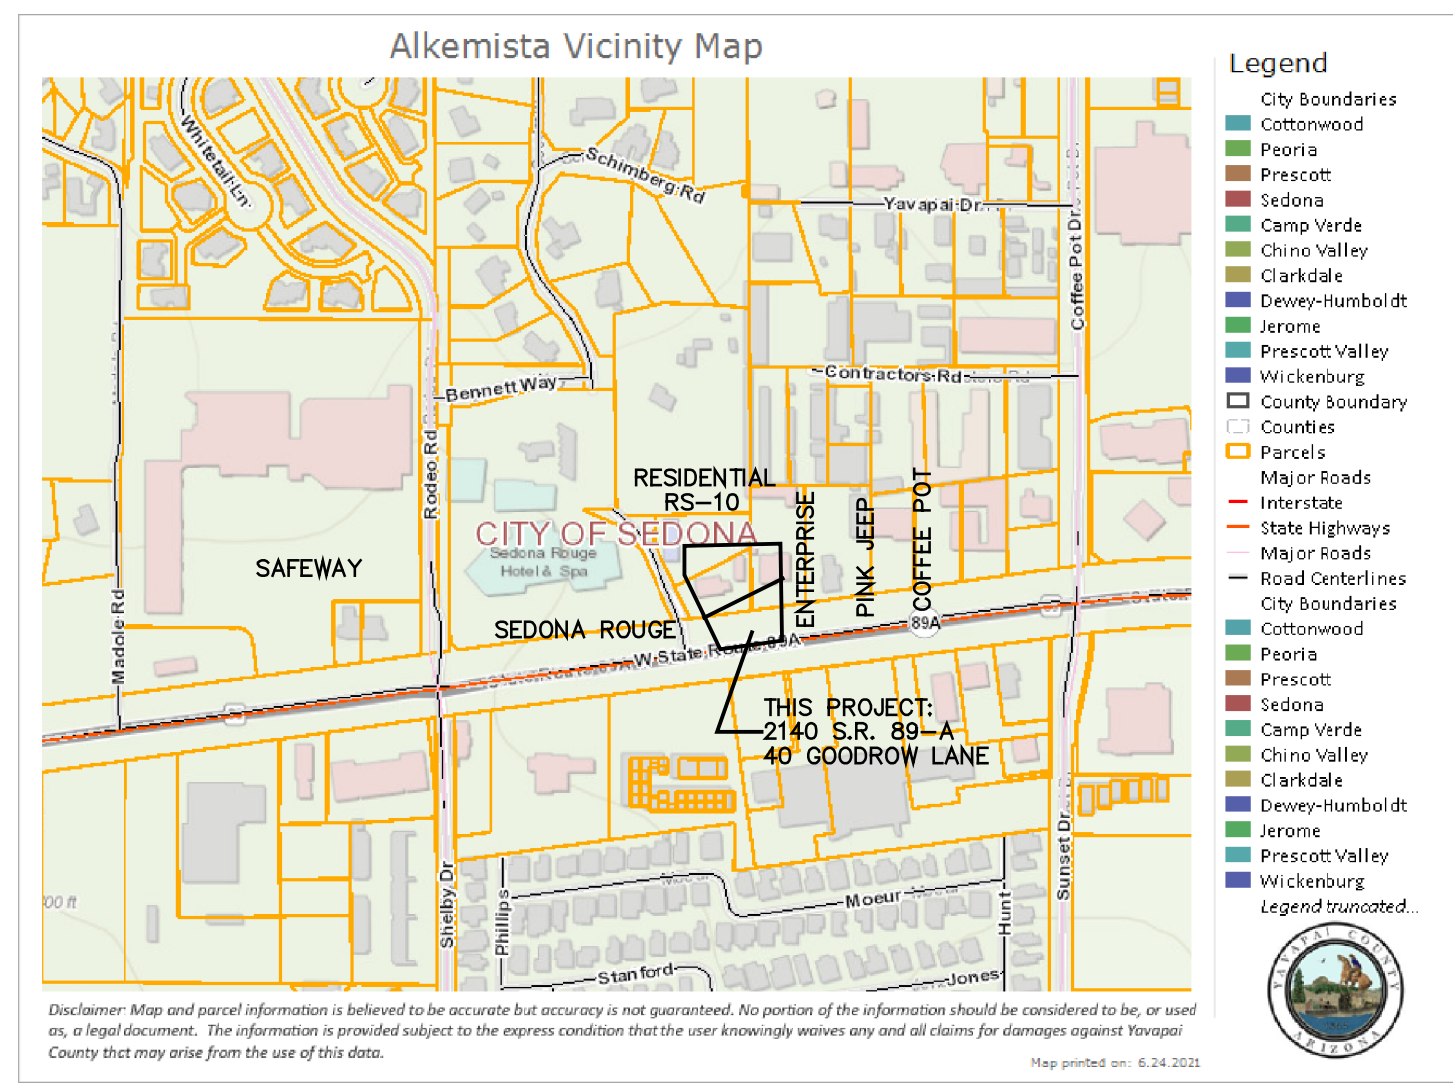 Alkemista Vicinity Map
Whitetail Ln.
Schimberg Rd
Yavapai Dr.
Coffee Pot Dr.
Contractors Rd
Bennett Way
Rodeo Rd
Madole Rd
RESIDENTIAL
RS-10
CITY OF SEDONA
Sedona Rouge
Hotel & Spa
SAFEWAY
SEDONA ROUGE
ENTERPRISE
PINK JEEP
COFFEE POT
89A
W State Route 89A
THIS PROJECT:
2140 S.R. 89-A
40 GOODROW LANE
Shelby Dr
Phillips
Moeur
Hunt
Sunset Dr.
Stanford
Jones
00 ft
Legend
City Boundaries
Cottonwood
Peoria
Prescott
Sedona
Camp Verde
Chino Valley
Clarkdale
Dewey-Humboldt
Jerome
Prescott Valley
Wickenburg
County Boundary
Counties
Parcels
Major Roads
Interstate
State Highways
Major Roads
Road Centerlines
City Boundaries
Cottonwood
Peoria
Prescott
Sedona
Camp Verde
Chino Valley
Clarkdale
Dewey-Humboldt
Jerome
Prescott Valley
Wickenburg
Legend truncated...
YAVAPAI COUNTY
ARIZONA
Disclaimer: Map and parcel information is believed to be accurate but accuracy is not guaranteed. No portion of the information should be considered to be, or used
as, a legal document. The information is provided subject to the express condition that the user knowingly waives any and all claims for damages against Yavapai
County thct may arise from the use of this data.
Map printed on: 6.24.2021